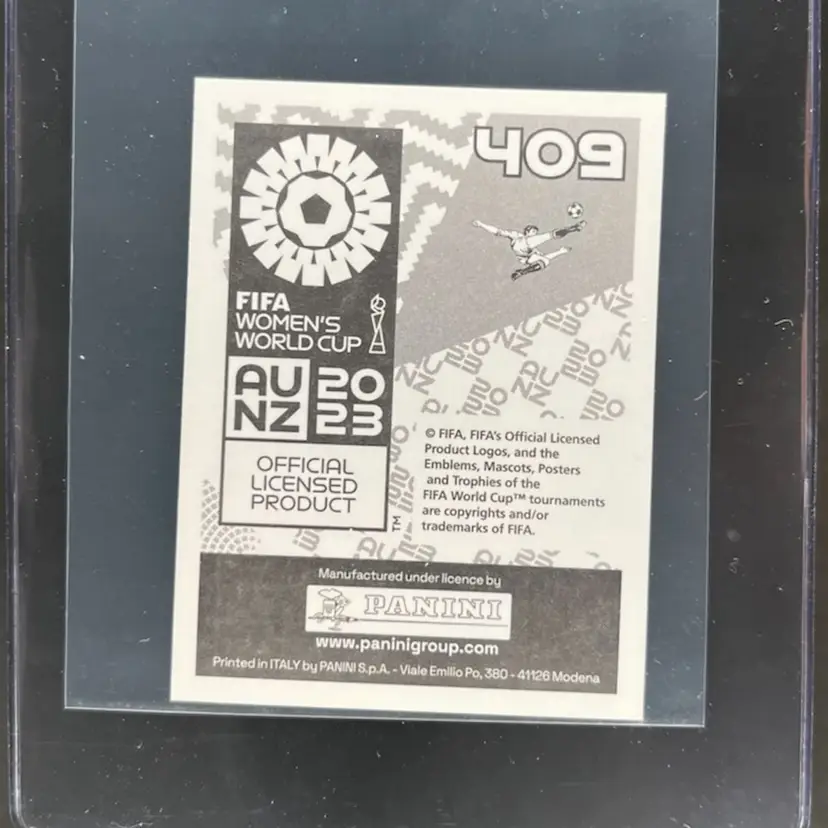 409
FIFA
WOMEN'S
WORLD CUP
AU 20
NZ 23
OFFICIAL
LICENSED
PRODUCT
TM
© FIFA, FIFA's Official Licensed
Product Logos, and the
Emblems, Mascots, Posters
and Trophies of the
FIFA World Cup™ tournaments
are copyrights and/or
trademarks of FIFA.
Manufactured under licence by
PANINI
www.paninigroup.com
Printed in ITALY by PANINI S.p.A. - Viale Emilio Po, 380 - 41126 Modena